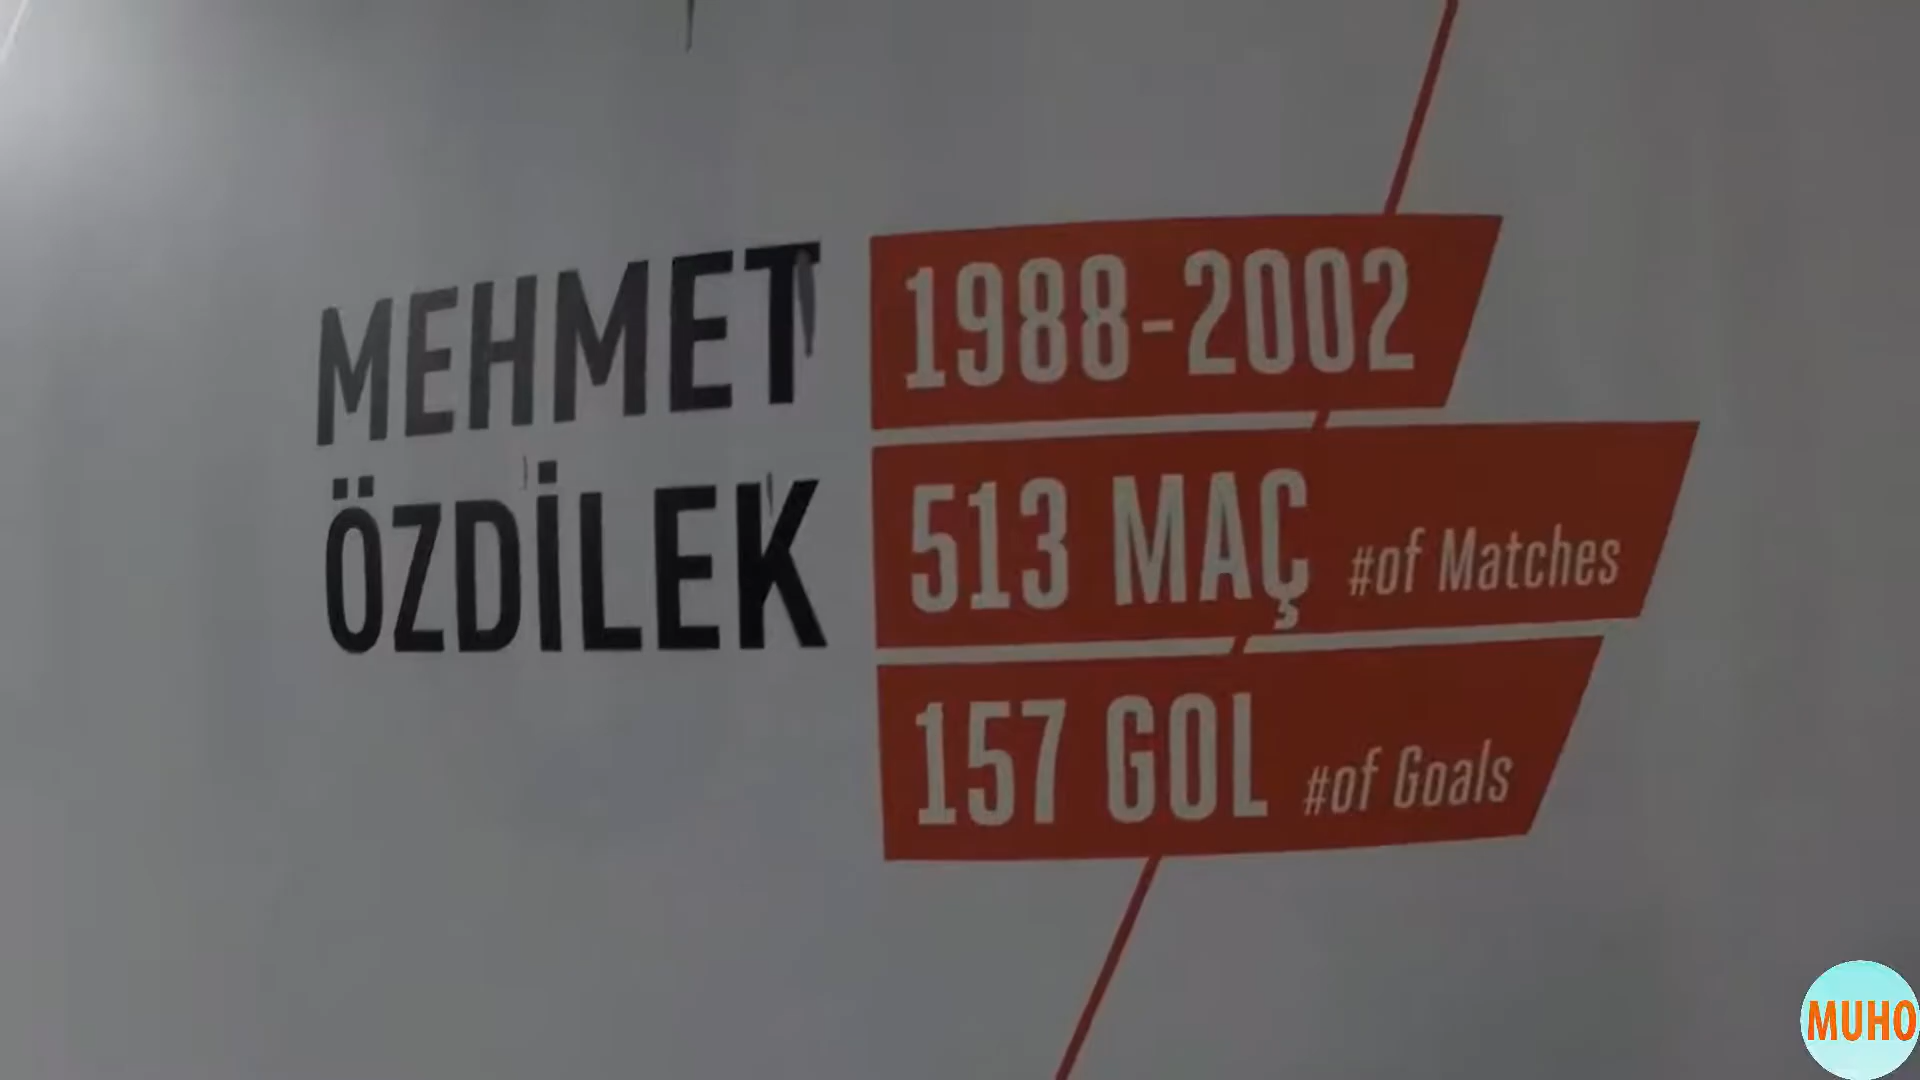 MEHMET
ÖZDİLEK
1988-2002
513 MAÇ #of Matches
157 GOL #of Goals
MUHO